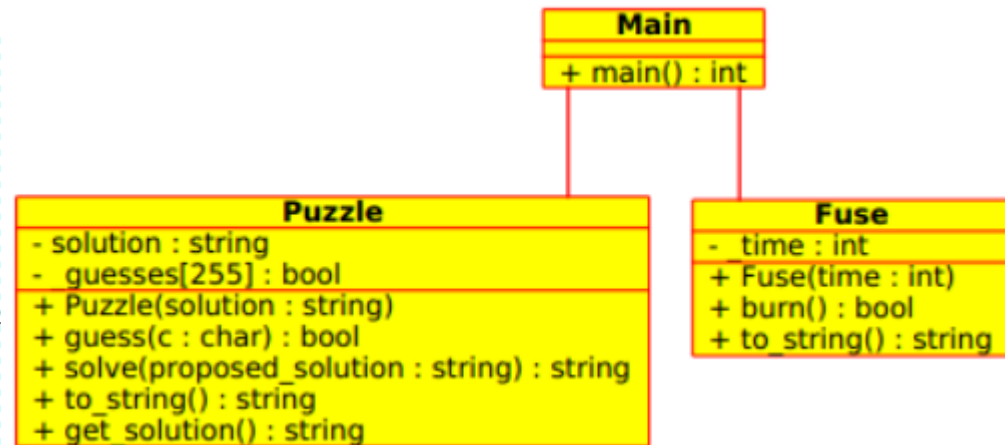 Main
+ main() : int
Puzzle
- solution : string
- _guesses[255] : bool
+ Puzzle(solution : string)
+ guess(c : char) : bool
+ solve(proposed_solution : string) : string
+ to_string() : string
+ get_solution() : string
Fuse
- _time : int
+ Fuse(time : int)
+ burn() : bool
+ to_string() : string